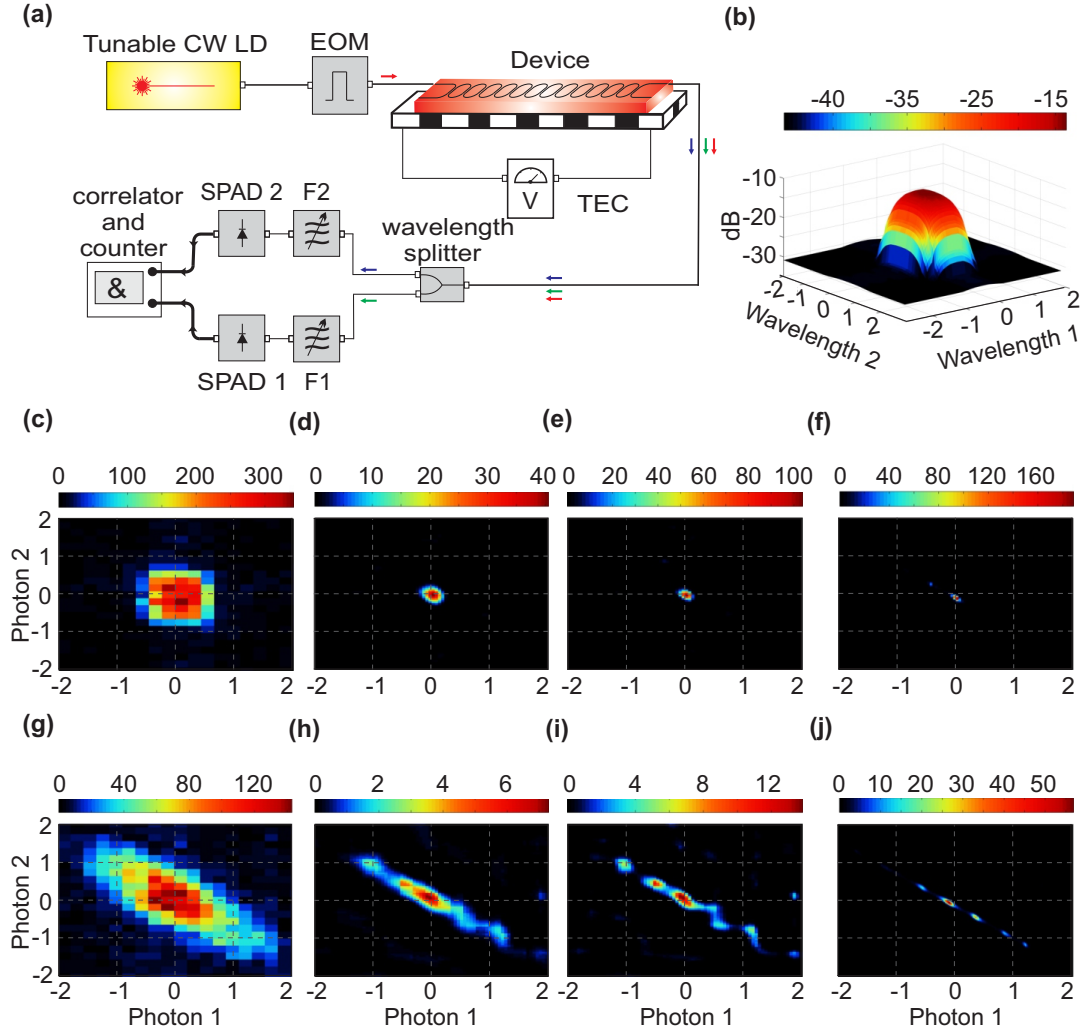 (a)
Tunable CW LD
EOM
Device
V
TEC
correlator
and
counter
&
SPAD 2
F2
wavelength
splitter
SPAD 1
F1
(b)
-40 -35 -25 -15
-10
-20
-30
dB
-2 -1 0 1 2
Wavelength 2
-2 -1 0 1 2
Wavelength 1
(c)
0 100 200 300
2
1
0
-1
-2
Photon 2
-2 -1 0 1 2
(d)
0 10 20 30 40
-2 -1 0 1 2
(e)
0 20 40 60 80 100
-2 -1 0 1 2
(f)
0 40 80 120 160
-2 -1 0 1 2
(g)
0 40 80 120
2
1
0
-1
-2
Photon 2
-2 -1 0 1 2
Photon 1
(h)
0 2 4 6
-2 -1 0 1 2
Photon 1
(i)
0 4 8 12
-2 -1 0 1 2
Photon 1
(j)
0 10 20 30 40 50
-2 -1 0 1 2
Photon 1